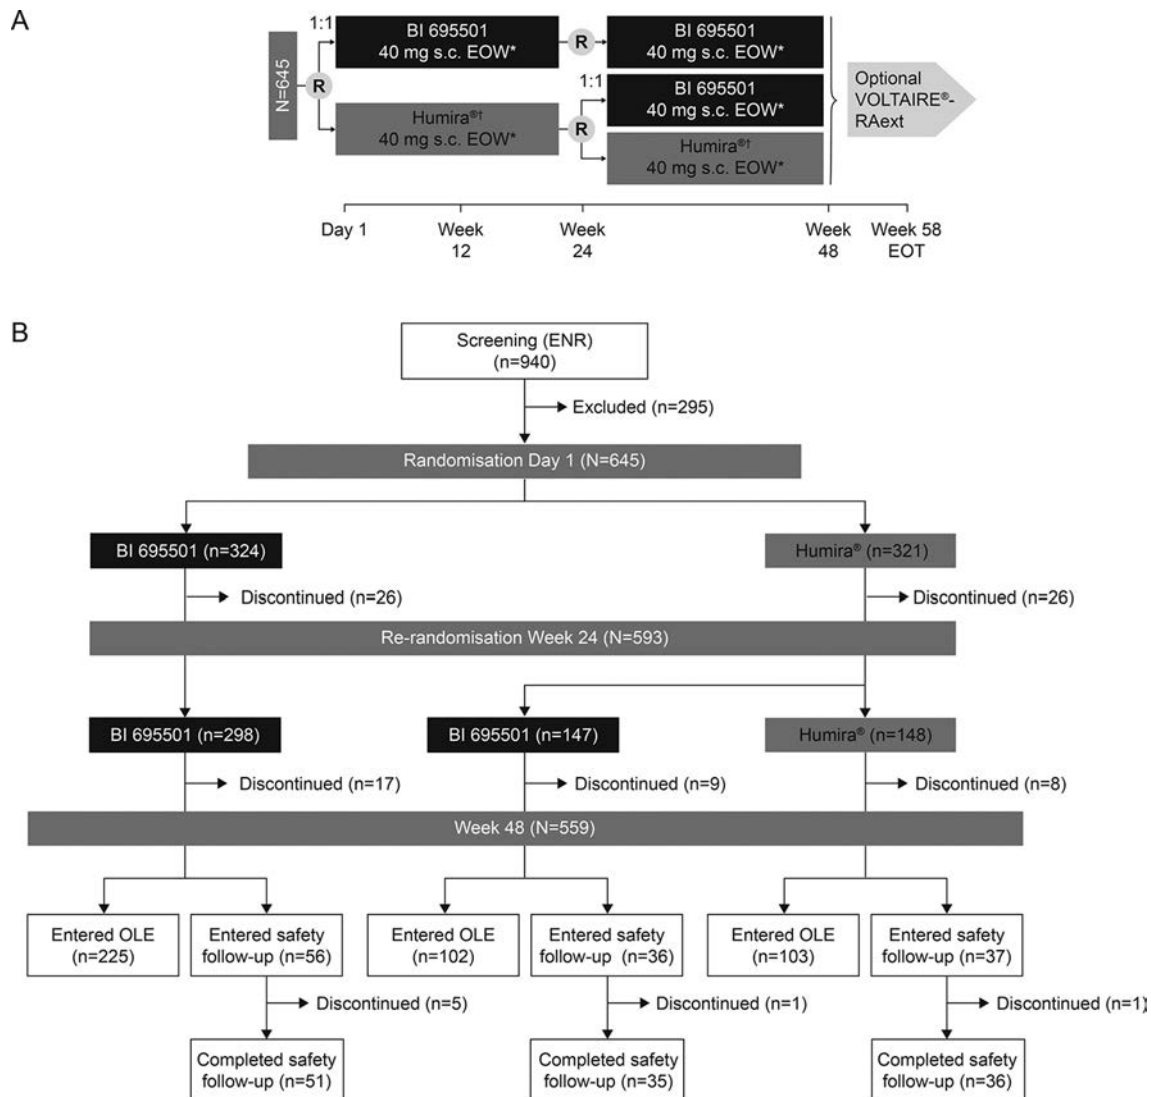 A
N=645
R
1:1
BI 695501
40 mg s.c. EOW*
Humira®†
40 mg s.c. EOW*
R
R
1:1
BI 695501
40 mg s.c. EOW*
BI 695501
40 mg s.c. EOW*
Humira®†
40 mg s.c. EOW*
Optional
VOLTAIRE®-
RAext
Day 1
Week
12
Week
24
Week
48
Week 58
EOT
B
Screening (ENR)
(n=940)
Excluded (n=295)
Randomisation Day 1 (N=645)
BI 695501 (n=324)
Humira® (n=321)
Discontinued (n=26)
Discontinued (n=26)
Re-randomisation Week 24 (N=593)
BI 695501 (n=298)
BI 695501 (n=147)
Humira® (n=148)
Discontinued (n=17)
Discontinued (n=9)
Discontinued (n=8)
Week 48 (N=559)
Entered OLE
(n=225)
Entered safety
follow-up (n=56)
Entered OLE
(n=102)
Entered safety
follow-up (n=36)
Entered OLE
(n=103)
Entered safety
follow-up (n=37)
Discontinued (n=5)
Discontinued (n=1)
Discontinued (n=1)
Completed safety
follow-up (n=51)
Completed safety
follow-up (n=35)
Completed safety
follow-up (n=36)